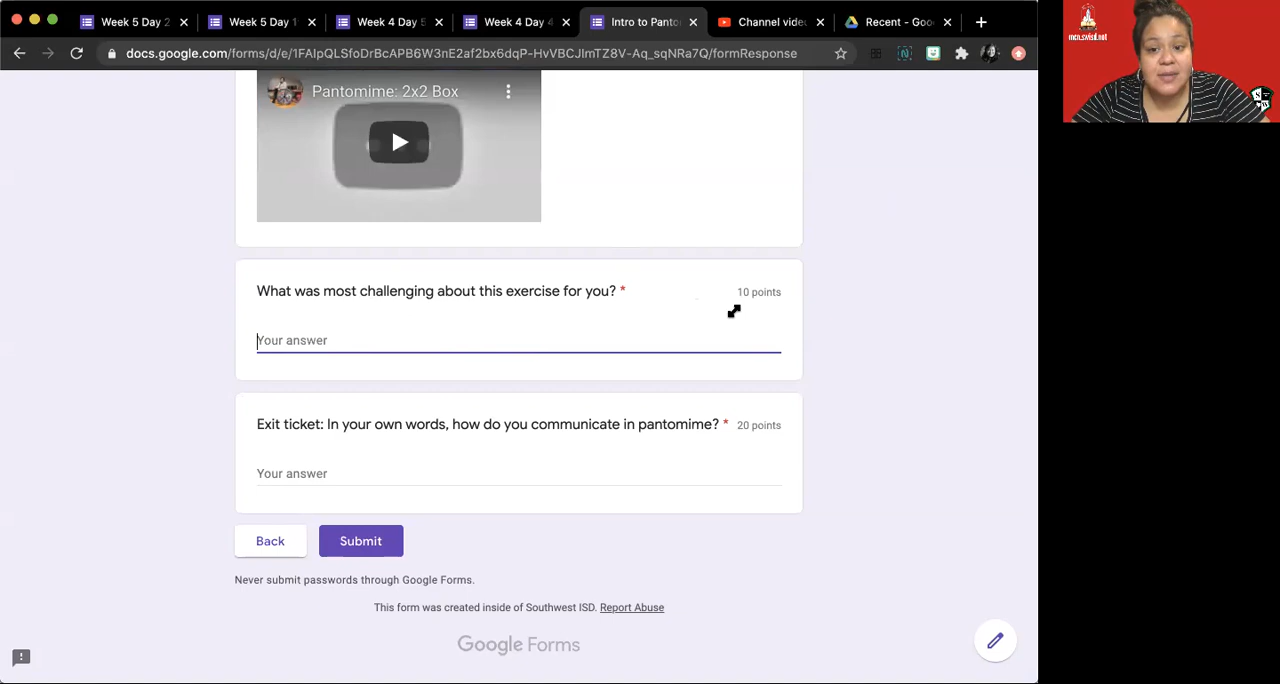 Week 5 Day 2
Week 5 Day 1
Week 4 Day 5
Week 4 Day 4
Intro to Panto
Channel video
Recent - Goo
docs.google.com/forms/d/e/1FAIpQLSfoDrBcAPB6W3nE2af2bx6dqP-HvVBCJlmTZ8V-Aq_sqNRa7Q/formResponse
mcn.swisd.net
Pantomime: 2x2 Box
What was most challenging about this exercise for you? *
10 points
Your answer
Exit ticket: In your own words, how do you communicate in pantomime? *
20 points
Your answer
Back
Submit
Never submit passwords through Google Forms.
This form was created inside of Southwest ISD. Report Abuse
Google Forms